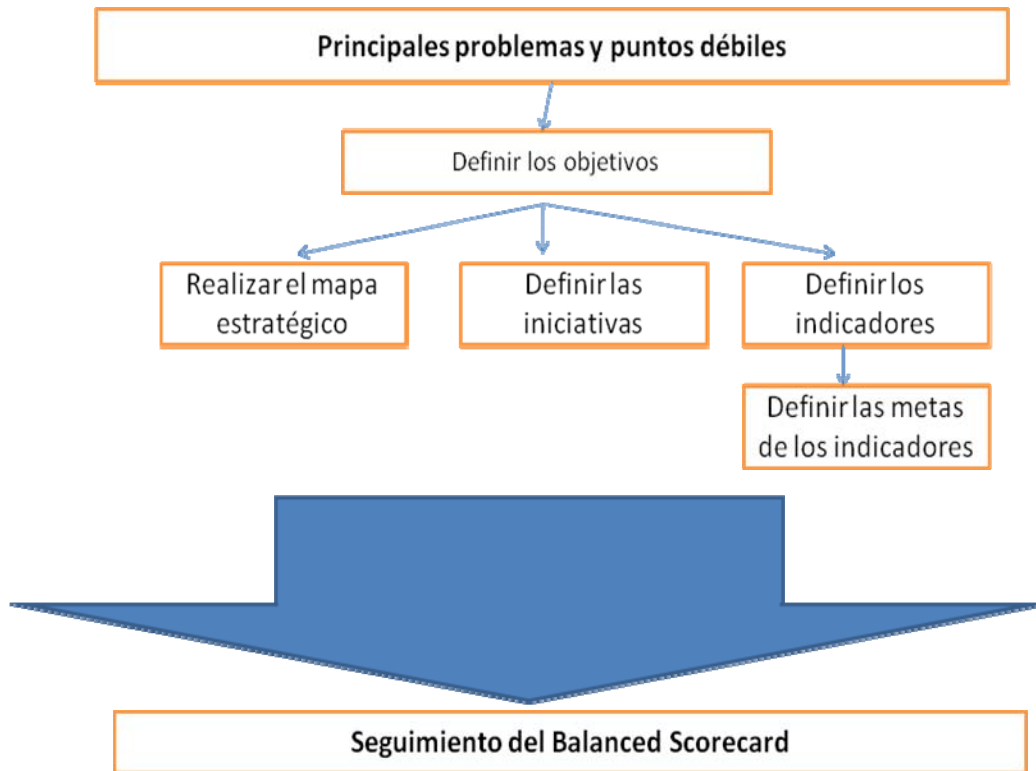 Principales problemas y puntos débiles
Definir los objetivos
Realizar el mapa
estratégico
Definir las
iniciativas
Definir los
indicadores
Definir las metas
de los indicadores
Seguimiento del Balanced Scorecard